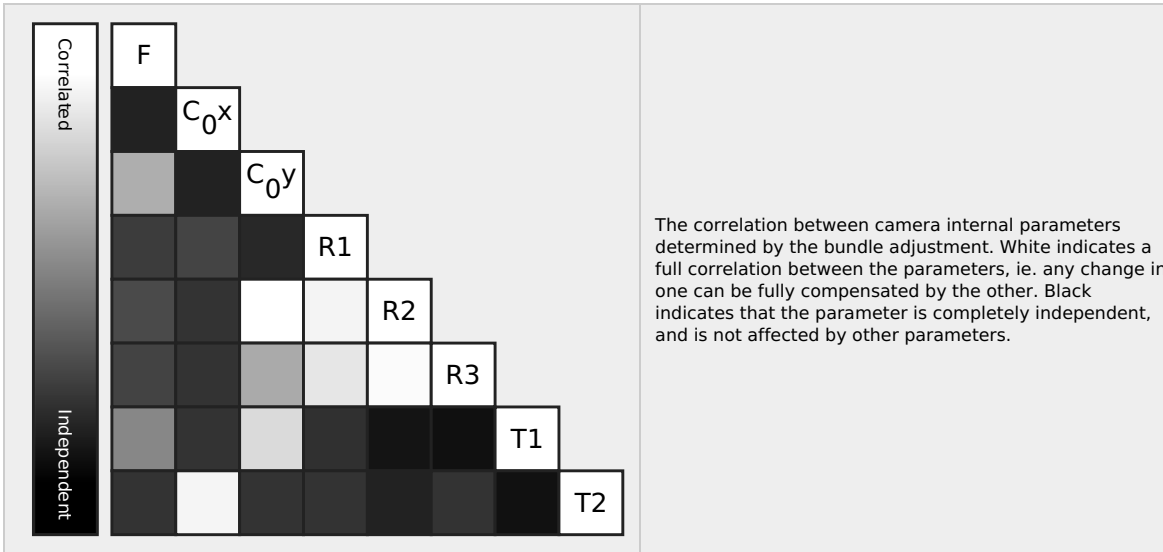 Correlated
Independent
F
C0x
C0y
R1
R2
R3
T1
T2
The correlation between camera internal parameters
determined by the bundle adjustment. White indicates a
full correlation between the parameters, ie. any change in
one can be fully compensated by the other. Black
indicates that the parameter is completely independent,
and is not affected by other parameters.